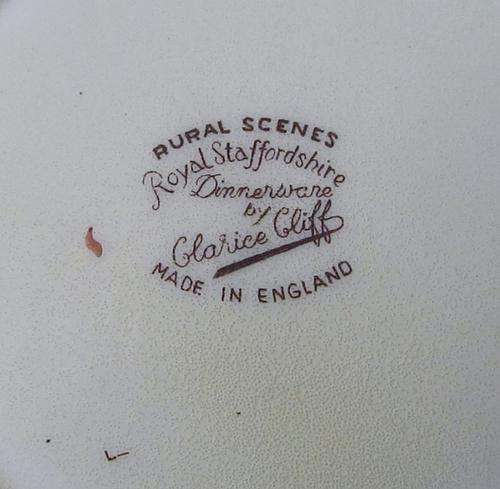 RURAL SCENES
Royal Staffordshire
Dinnerware
by
Clarice Cliff
MADE IN ENGLAND
L-